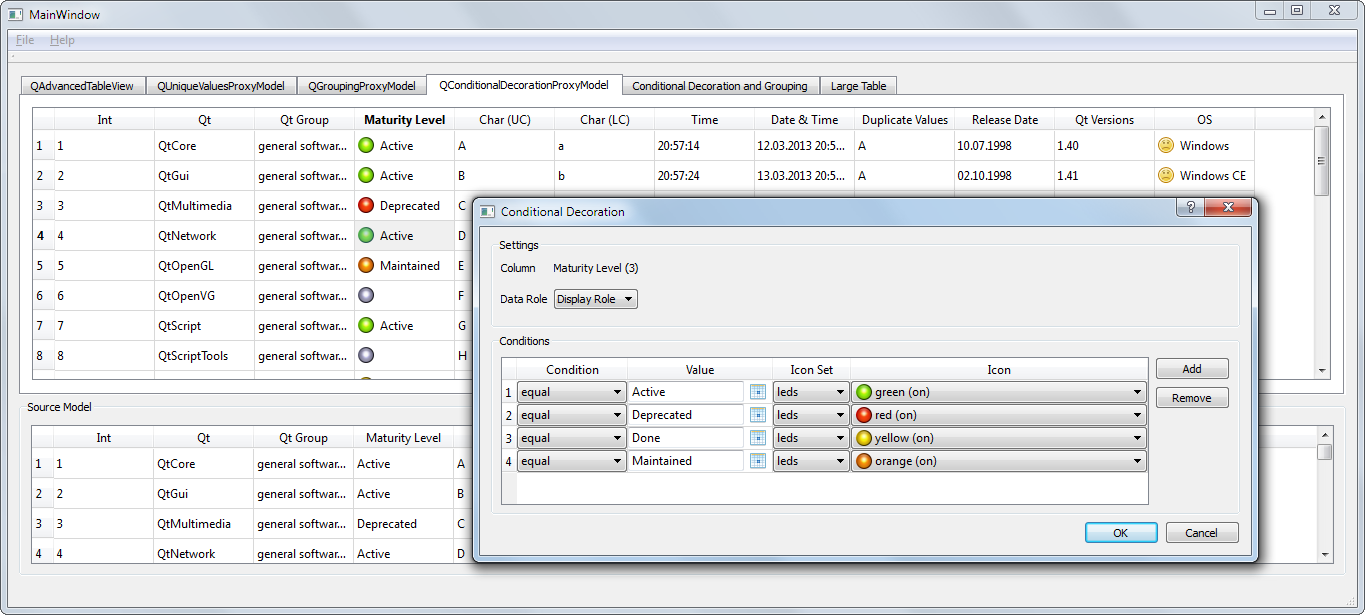 MainWindow
File Help
QAdvancedTableView QUniqueValuesProxyModel QGroupingProxyModel QConditionalDecorationProxyModel Conditional Decoration and Grouping Large Table
Int Qt Qt Group Maturity Level Char (UC) Char (LC) Time Date & Time Duplicate Values Release Date Qt Versions OS
1 1 QtCore general softwar... Active A a 20:57:14 12.03.2013 20:5... A 10.07.1998 1.40 Windows
2 2 QtGui general softwar... Active B b 20:57:24 13.03.2013 20:5... A 02.10.1998 1.41 Windows CE
3 3 QtMultimedia general softwar... Deprecated C
4 4 QtNetwork general softwar... Active D
5 5 QtOpenGL general softwar... Maintained E
6 6 QtOpenVG general softwar... F
7 7 QtScript general softwar... Active G
8 8 QtScriptTools general softwar... H
Conditional Decoration ?
Settings
Column Maturity Level (3)
Data Role Display Role
Conditions
Condition Value Icon Set Icon
1 equal Active leds green (on)
2 equal Deprecated leds red (on)
3 equal Done leds yellow (on)
4 equal Maintained leds orange (on)
Add
Remove
OK Cancel
Source Model
Int Qt Qt Group Maturity Level
1 1 QtCore general softwar... Active A
2 2 QtGui general softwar... Active B
3 3 QtMultimedia general softwar... Deprecated C
4 4 QtNetwork general softwar... Active D